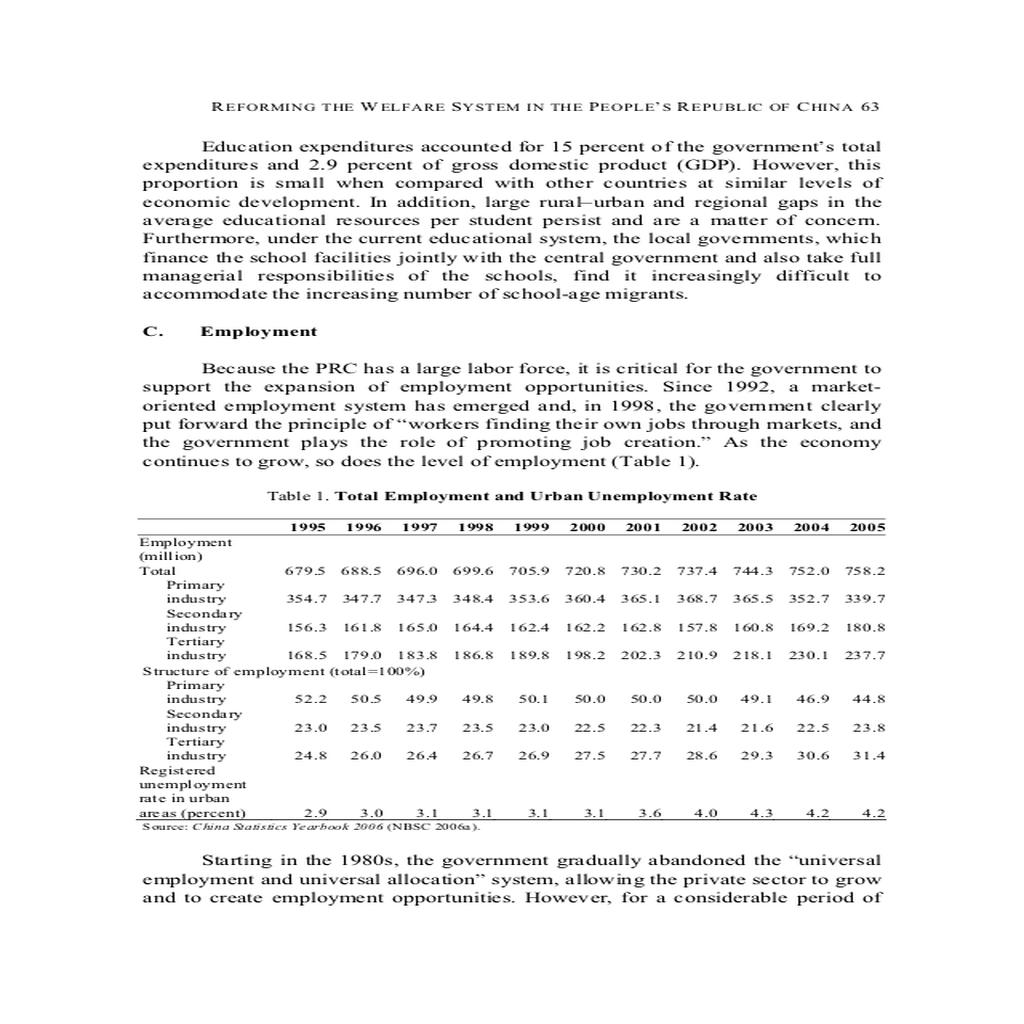 REFORMING THE WELFARE SYSTEM IN THE PEOPLE'S REPUBLIC OF CHINA 63
Education expenditures accounted for 15 percent of the government's total
expenditures and 2.9 percent of gross domestic product (GDP). However, this
proportion is small when compared with other countries at similar levels of
economic development. In addition, large rural–urban and regional gaps in the
average educational resources per student persist and are a matter of concern.
Furthermore, under the current educational system, the local governments, which
finance the school facilities jointly with the central government and also take full
managerial responsibilities of the schools, find it increasingly difficult to
accommodate the increasing number of school-age migrants.
C. Employment
Because the PRC has a large labor force, it is critical for the government to
support the expansion of employment opportunities. Since 1992, a market-
oriented employment system has emerged and, in 1998, the government clearly
put forward the principle of “workers finding their own jobs through markets, and
the government plays the role of promoting job creation.” As the economy
continues to grow, so does the level of employment (Table 1).
Table 1. Total Employment and Urban Unemployment Rate
1995 1996 1997 1998 1999 2000 2001 2002 2003 2004 2005
Employment
(million)
Total 679.5 688.5 696.0 699.6 705.9 720.8 730.2 737.4 744.3 752.0 758.2
Primary
industry 354.7 347.7 347.3 348.4 353.6 360.4 365.1 368.7 365.5 352.7 339.7
Secondary
industry 156.3 161.8 165.0 164.4 162.4 162.2 162.8 157.8 160.8 169.2 180.8
Tertiary
industry 168.5 179.0 183.8 186.8 189.8 198.2 202.3 210.9 218.1 230.1 237.7
Structure of employment (total=100%)
Primary
industry 52.2 50.5 49.9 49.8 50.1 50.0 50.0 50.0 49.1 46.9 44.8
Secondary
industry 23.0 23.5 23.7 23.5 23.0 22.5 22.3 21.4 21.6 22.5 23.8
Tertiary
industry 24.8 26.0 26.4 26.7 26.9 27.5 27.7 28.6 29.3 30.6 31.4
Registered
unemployment
rate in urban
areas (percent) 2.9 3.0 3.1 3.1 3.1 3.1 3.6 4.0 4.3 4.2 4.2
Source: China Statistics Yearbook 2006 (NBSC 2006a).
Starting in the 1980s, the government gradually abandoned the “universal
employment and universal allocation” system, allowing the private sector to grow
and to create employment opportunities. However, for a considerable period of